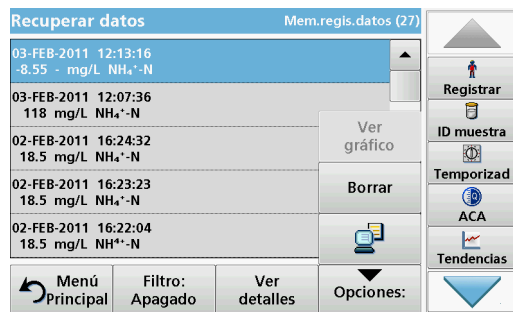 Recuperar datos
Mem.regis.datos (27)
03-FEB-2011 12:13:16
-8.55 - mg/L NH₄⁺-N
03-FEB-2011 12:07:36
118 mg/L NH₄⁺-N
02-FEB-2011 16:24:32
18.5 mg/L NH₄⁺-N
02-FEB-2011 16:23:23
18.5 mg/L NH₄⁺-N
02-FEB-2011 16:22:04
18.5 mg/L NH⁴⁺-N
Ver
gráfico
Borrar
Menú
Principal
Filtro:
Apagado
Ver
detalles
Opciones:
Registrar
ID muestra
Temporizad
ACA
Tendencias